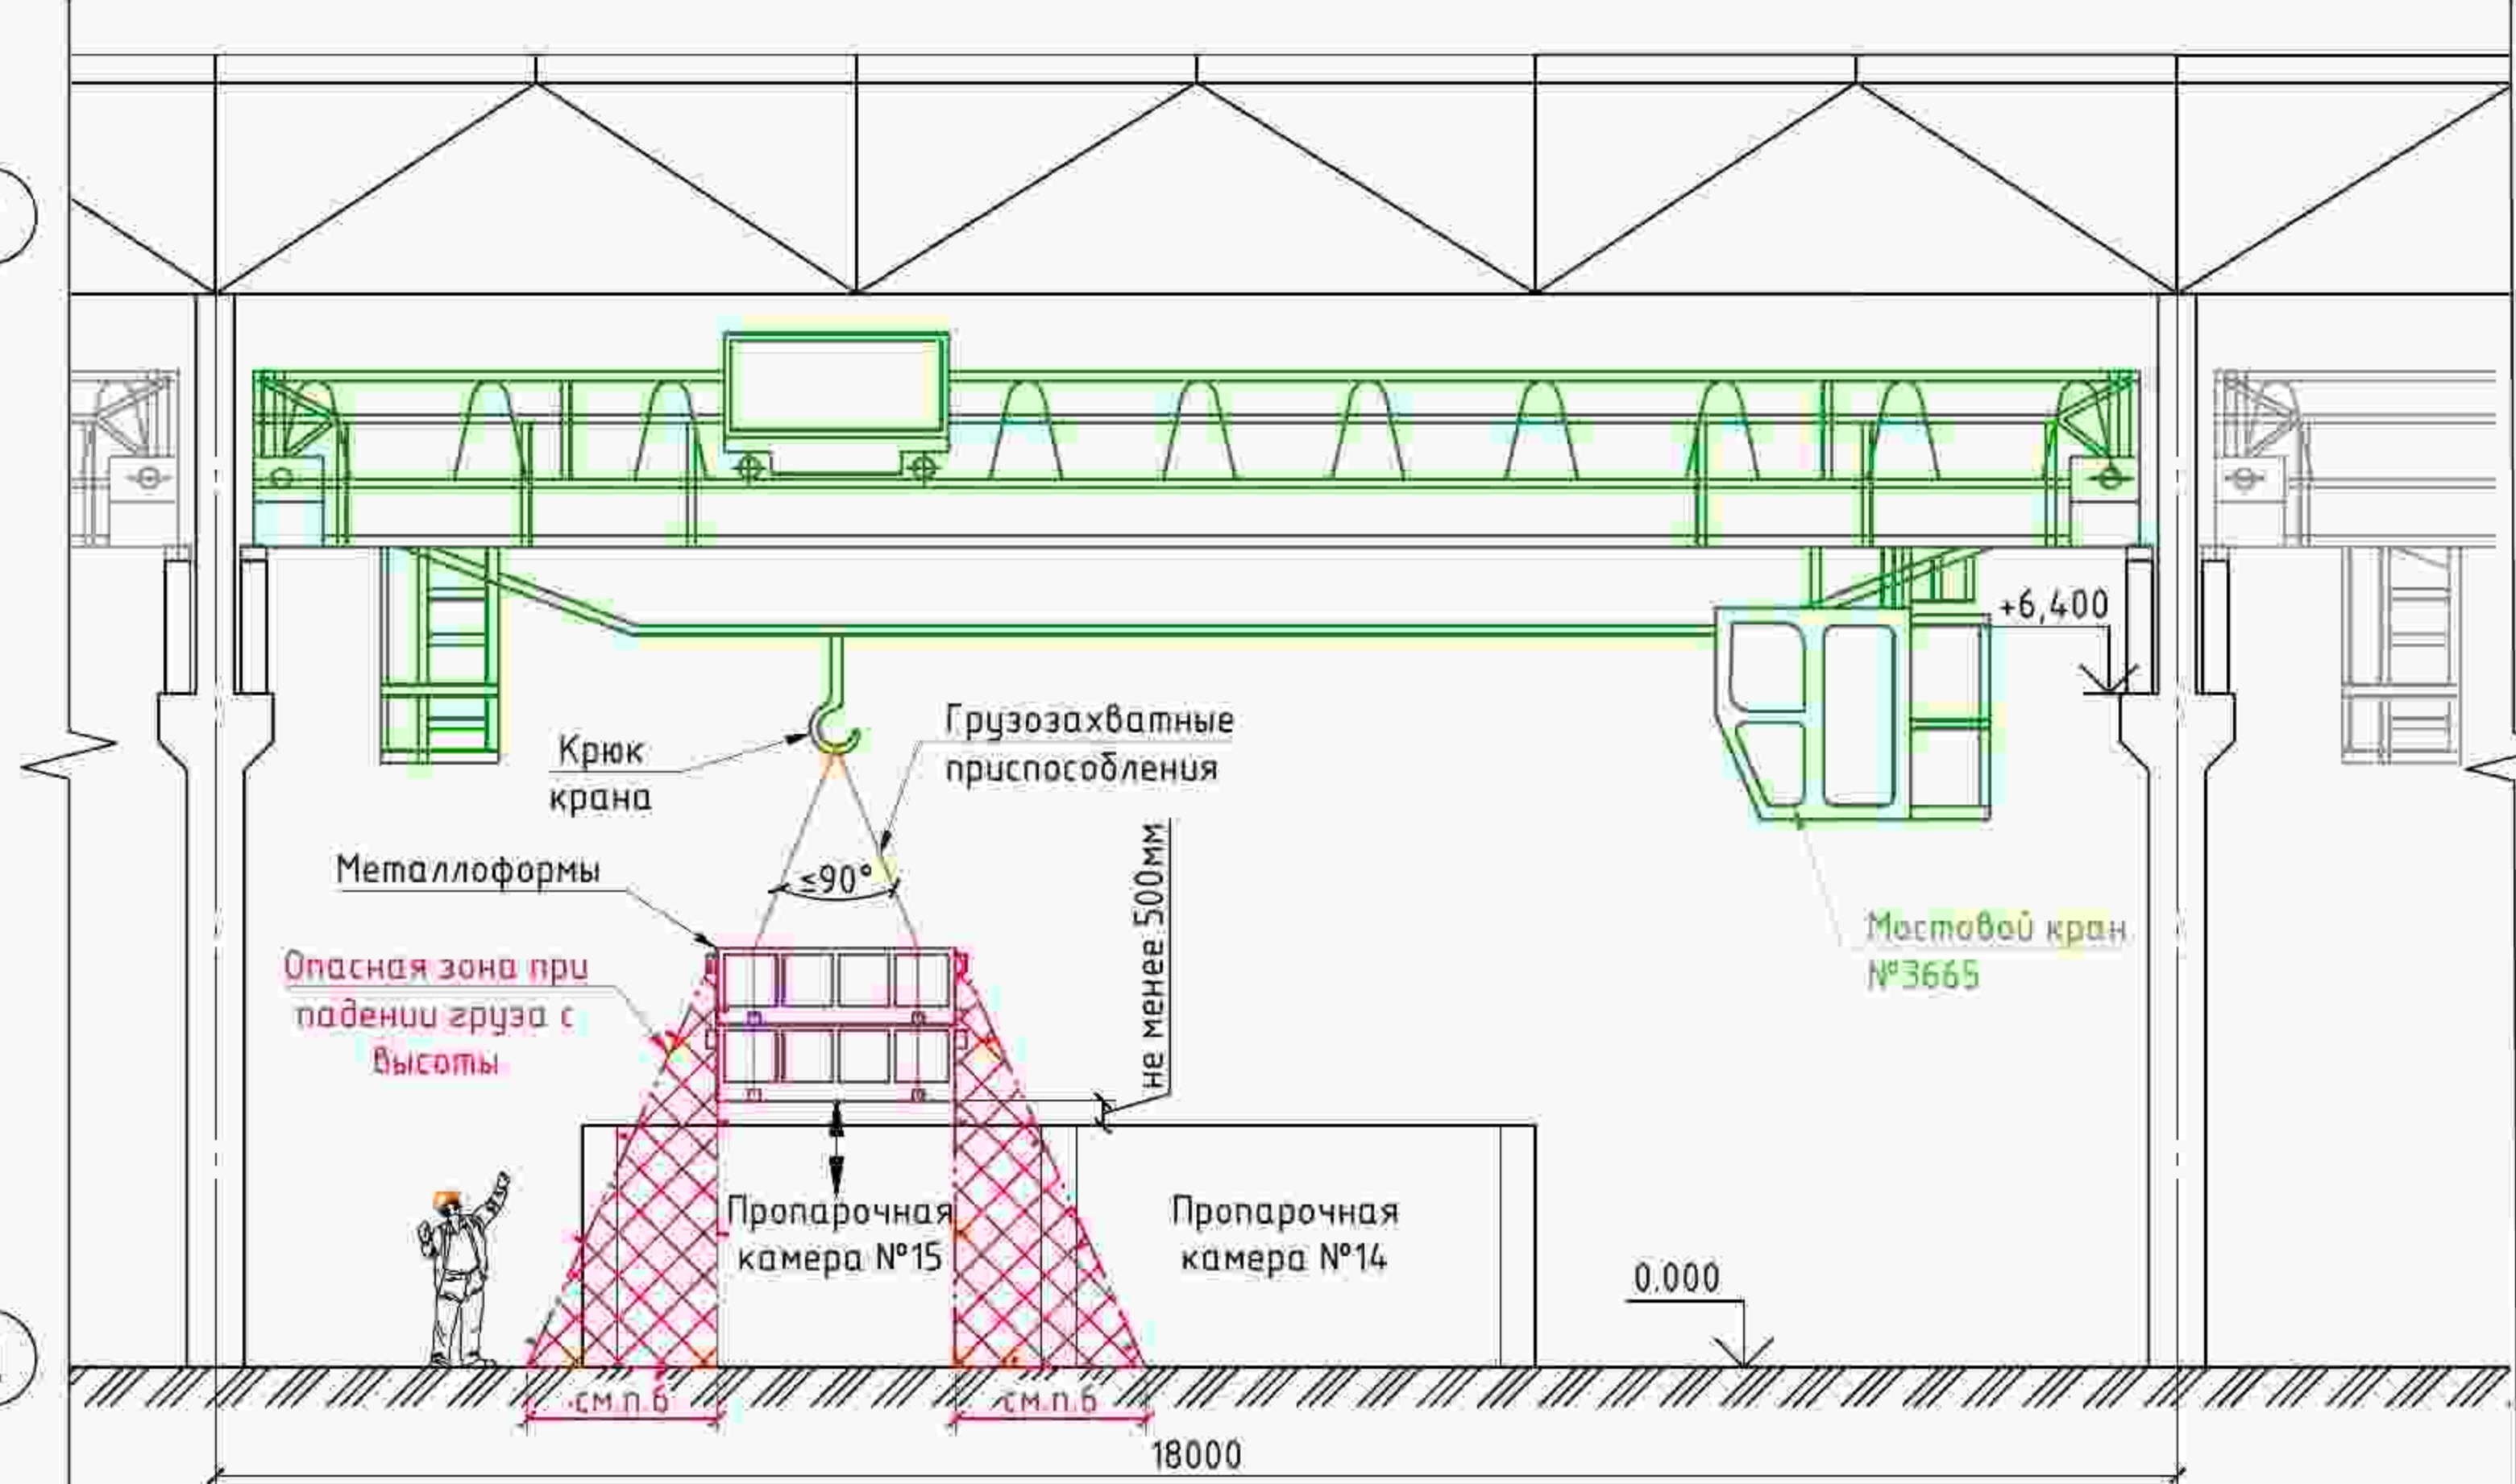 +6,400
Грузозахватные
приспособления
Крюк
крана
не менее 500мм
Металлоформы
≤90°
Мостовой кран
№3665
Опасная зона при
падении груза с
высоты
Пропарочная
камера №15
Пропарочная
камера №14
0.000
см.п.6
см.п.6
18000